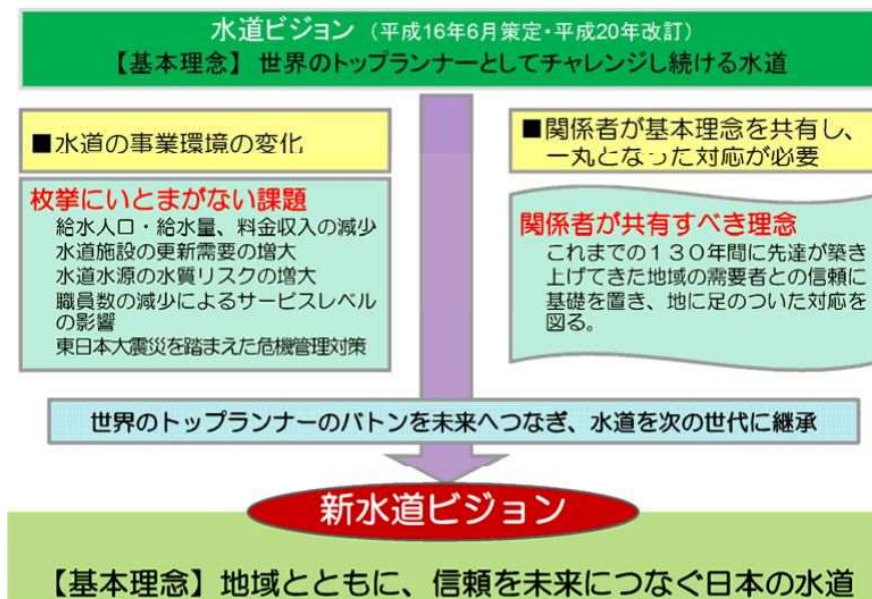 水道ビジョン（平成16年6月策定・平成20年改訂）
【基本理念】世界のトップランナーとしてチャレンジし続ける水道
■水道の事業環境の変化
枚挙にいとまがない課題
給水人口・給水量、料金収入の減少
水道施設の更新需要の増大
水道水源の水質リスクの増大
職員数の減少によるサービスレベル
の影響
東日本大震災を踏まえた危機管理対策
■関係者が基本理念を共有し、
一丸となった対応が必要
関係者が共有すべき理念
これまでの１３０年間に先達が築き
上げてきた地域の需要者との信頼に
基礎を置き、地に足のついた対応を
図る。
世界のトップランナーのバトンを未来へつなぎ、水道を次の世代に継承
新水道ビジョン
【基本理念】地域とともに、信頼を未来につなぐ日本の水道